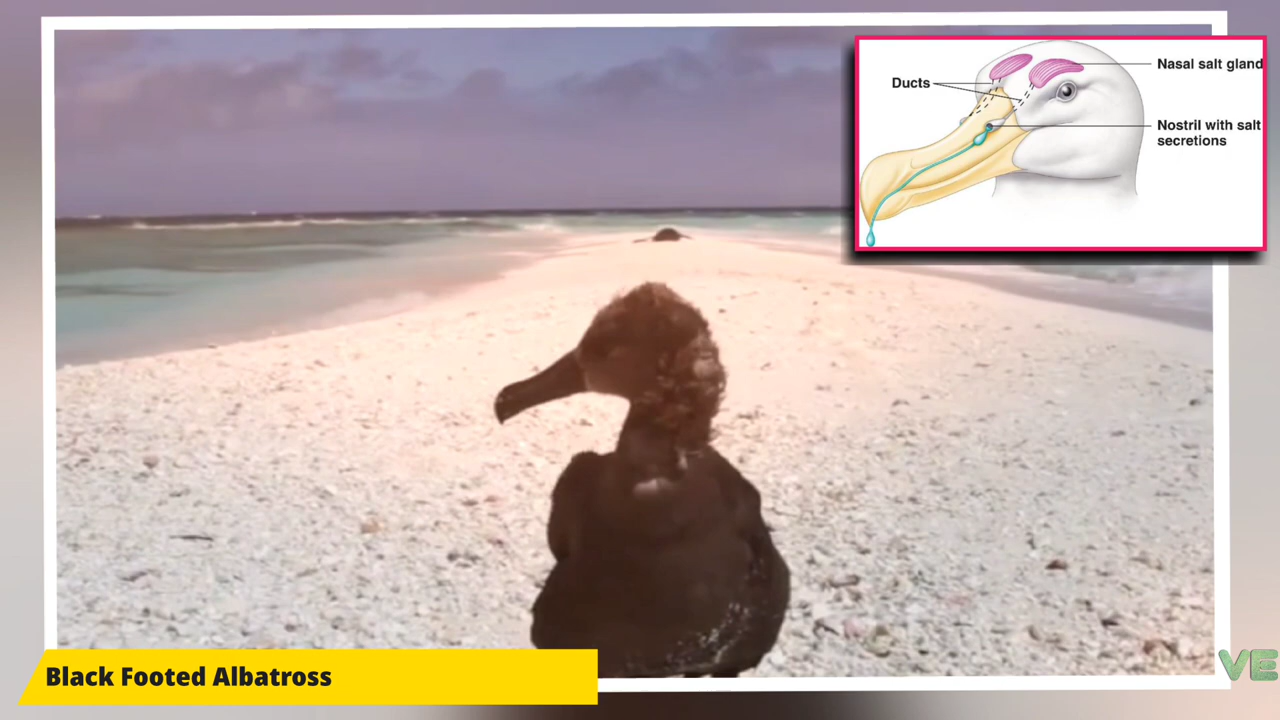 Ducts
Nasal salt gland
Nostril with salt
secretions
Black Footed Albatross
VE